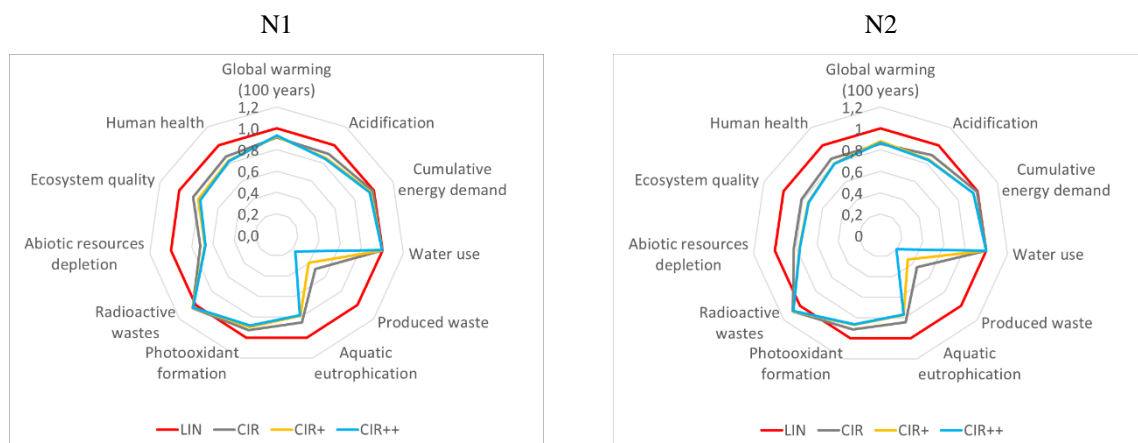 N1
Global warming
(100 years)
1,2
1,0
0,8
0,6
0,4
0,2
0
Acidification
Cumulative
energy demand
Water use
Produced waste
Aquatic
eutrophication
Photooxidant
formation
Radioactive
wastes
Abiotic resources
depletion
Ecosystem quality
Human health
LIN CIR CIR+ CIR++
N2
Global warming
(100 years)
1,2
1
0,8
0,6
0,4
0,2
0
Acidification
Cumulative
energy demand
Water use
Produced waste
Aquatic
eutrophication
Photooxidant
formation
Radioactive
wastes
Abiotic resources
depletion
Ecosystem quality
Human health
LIN CIR CIR+ CIR++